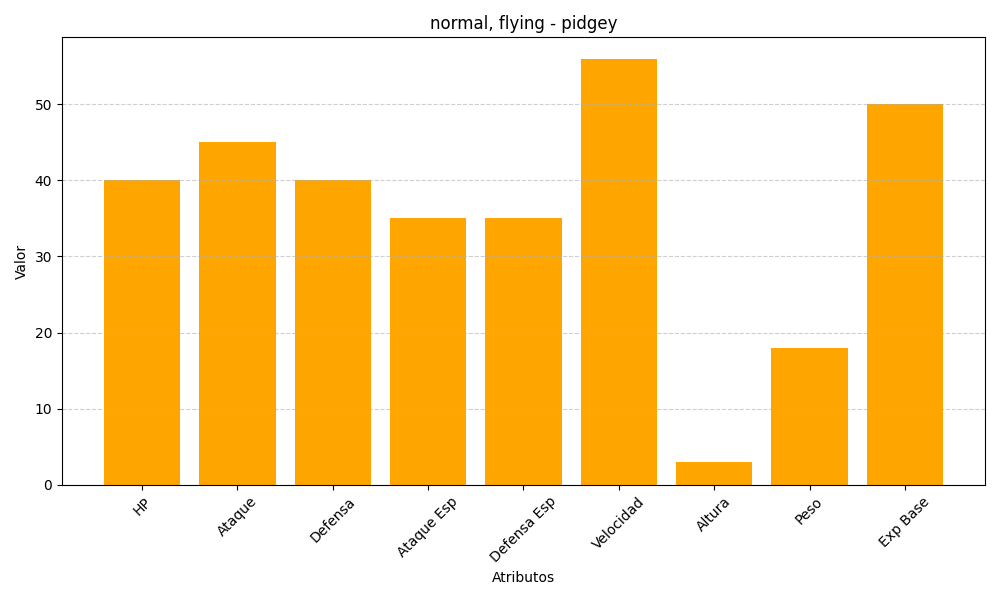 normal, flying - pidgey
Valor
50
40
30
20
10
0
HP
Ataque
Defensa
Ataque Esp
Defensa Esp
Velocidad
Altura
Peso
Exp Base
Atributos